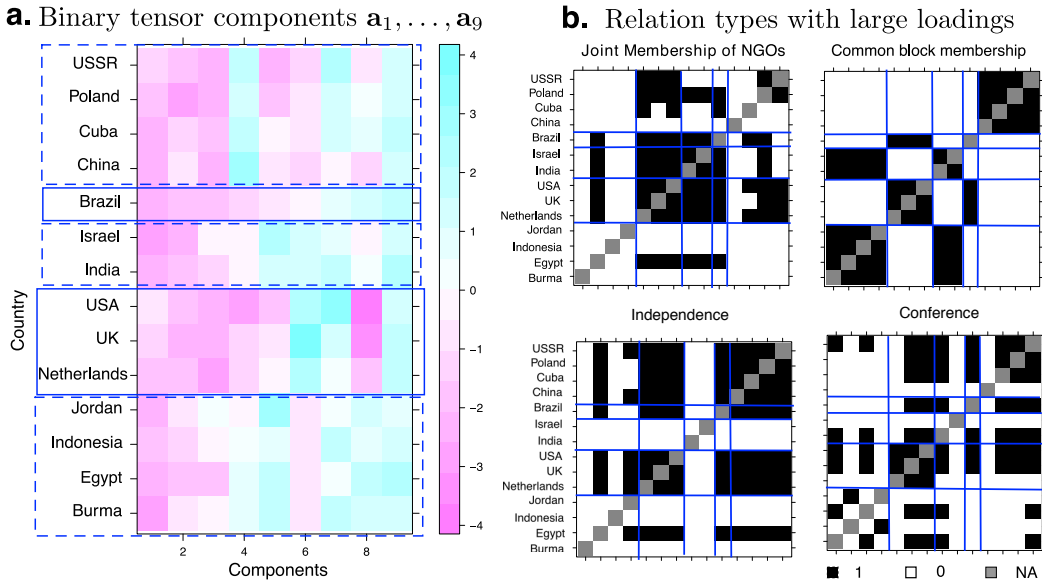 a. Binary tensor components a1, . . . , a9
USSR
Poland
Cuba
China
Brazil
Israel
India
USA
UK
Netherlands
Jordan
Indonesia
Egypt
Burma
Country
2 4 6 8
Components
4
3
2
1
0
−1
−2
−3
−4
b. Relation types with large loadings
Joint Membership of NGOs
USSR
Poland
Cuba
China
Brazil
Israel
India
USA
UK
Netherlands
Jordan
Indonesia
Egypt
Burma
Common block membership
Independence
USSR
Poland
Cuba
China
Brazil
Israel
India
USA
UK
Netherlands
Jordan
Indonesia
Egypt
Burma
Conference
1 0 NA